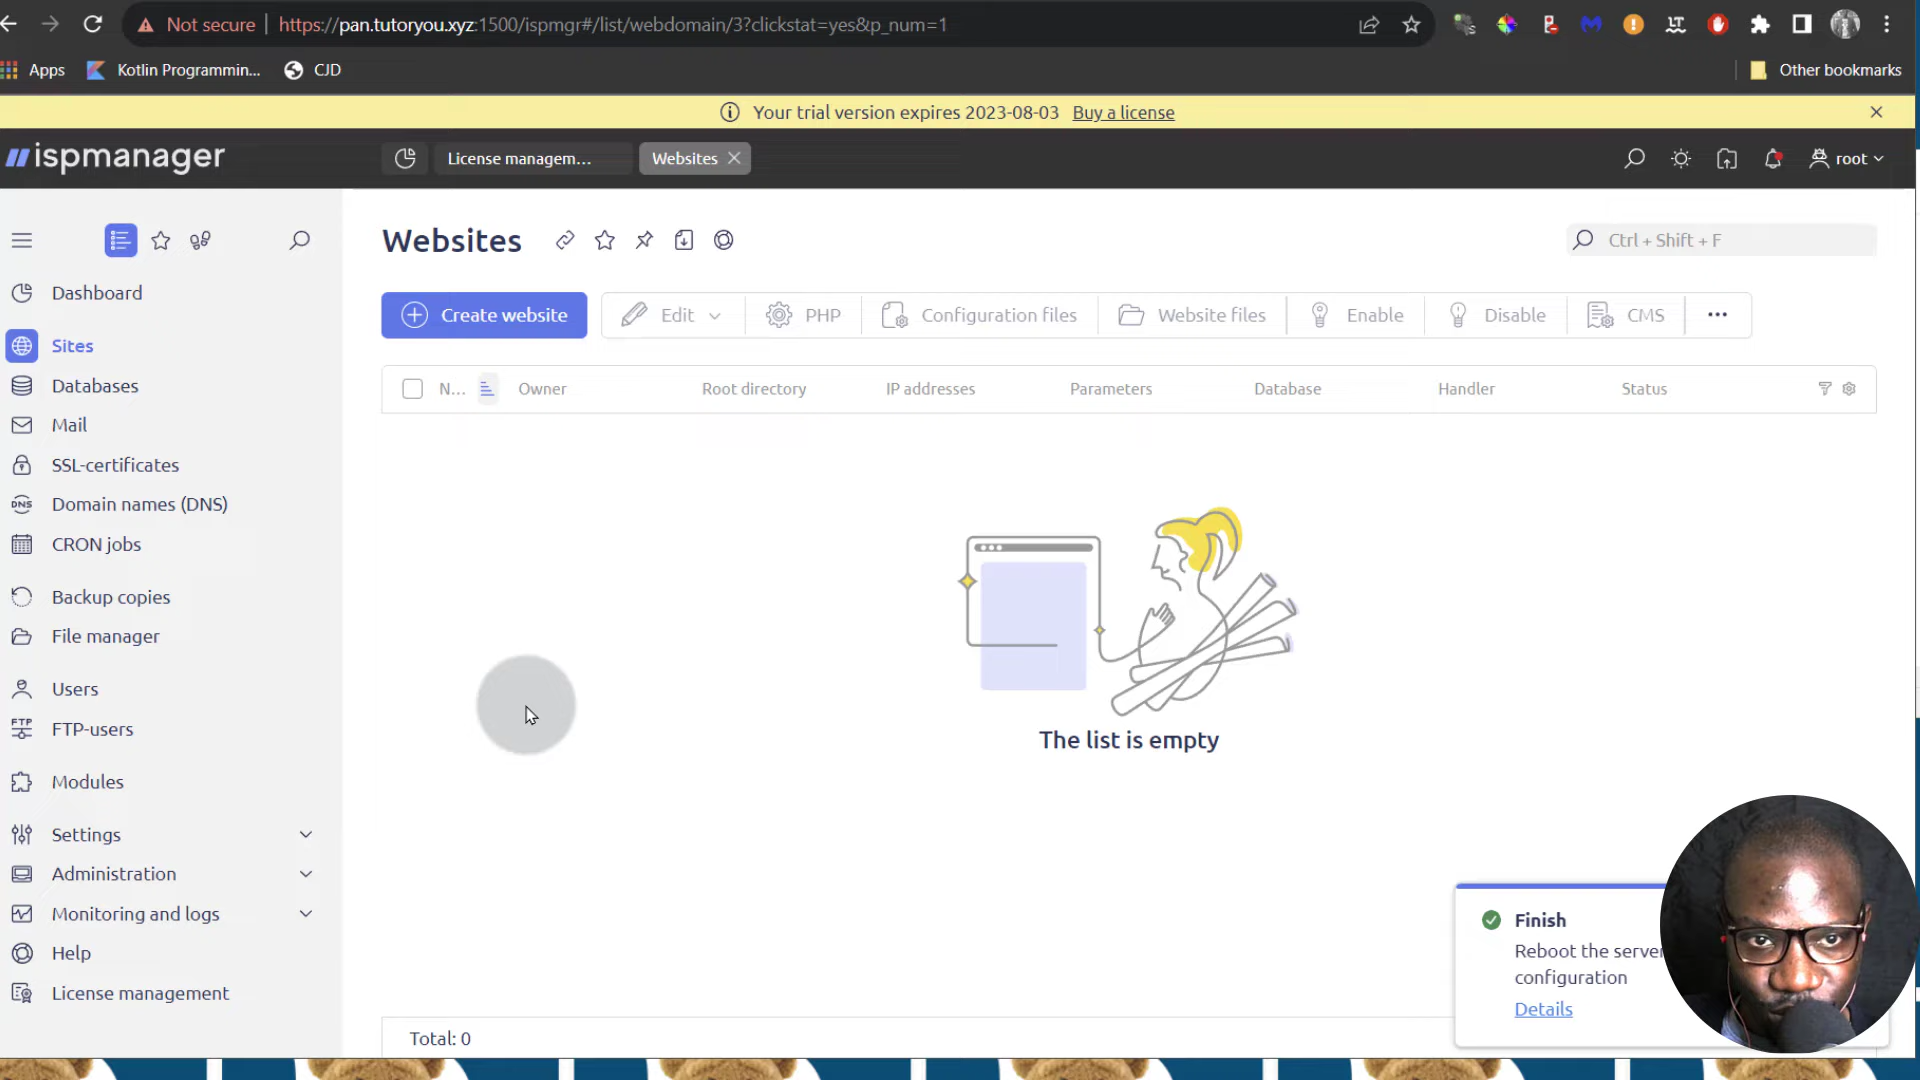 Not secure
https://pan.tutoryou.xyz:1500/ispmgr#/list/webdomain/3?clickstat=yes&p_num=1
Apps
Kotlin Programmin...
CJD
Other bookmarks
Your trial version expires 2023-08-03 Buy a license
ispmanager
License managem...
Websites
root
Websites
Ctrl + Shift + F
Dashboard
Create website
Edit
PHP
Configuration files
Website files
Enable
Disable
CMS
Sites
Databases
N...
Owner
Root directory
IP addresses
Parameters
Database
Handler
Status
Mail
SSL-certificates
DNS
Domain names (DNS)
CRON jobs
Backup copies
File manager
Users
FTP
FTP-users
The list is empty
Modules
Settings
Administration
Monitoring and logs
Help
License management
Finish
Reboot the server
configuration
Details
Total: 0